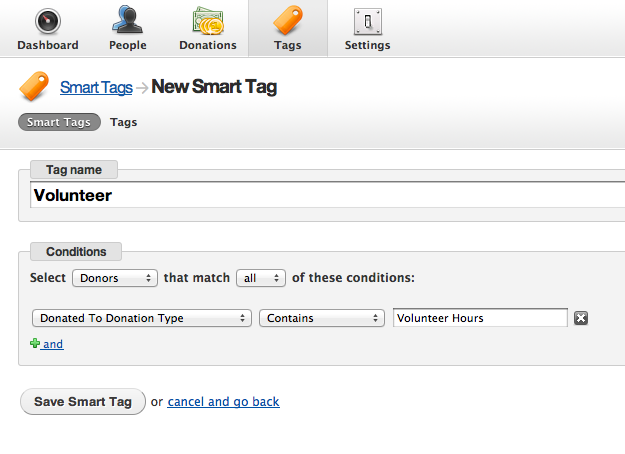 Dashboard People Donations Tags Settings
Smart Tags → New Smart Tag
Smart Tags Tags
Tag name
Volunteer
Conditions
Select Donors that match all of these conditions:
Donated To Donation Type Contains Volunteer Hours
and
Save Smart Tag or cancel and go back